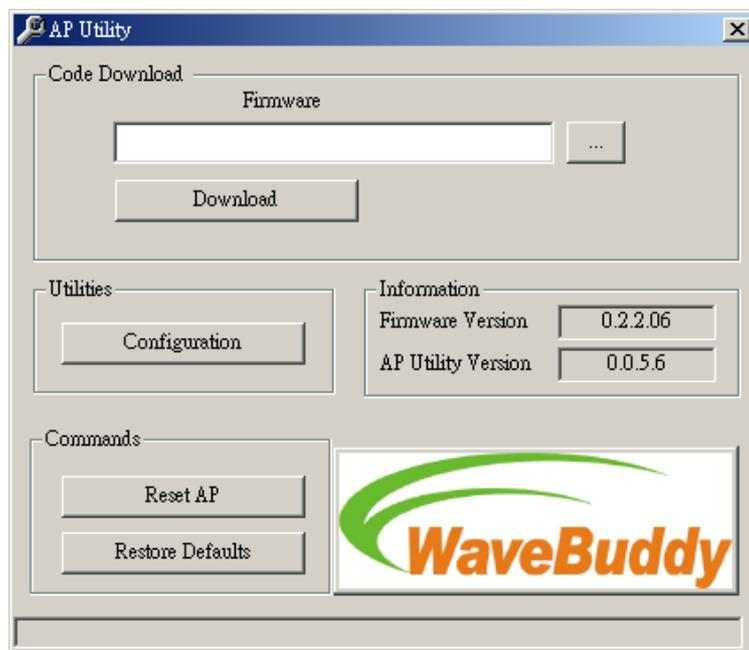 AP Utility
Code Download
Firmware
...
Download
Utilities
Configuration
Information
Firmware Version 0.2.2.06
AP Utility Version 0.0.5.6
Commands
Reset AP
Restore Defaults
WaveBuddy